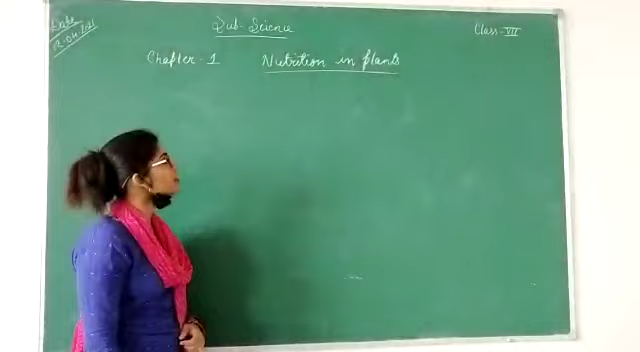 Date
12.04.2021
Sub- Science
Class-VII
Chapter-1 Nutrition in plants